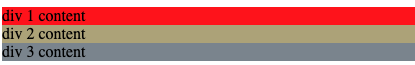 div 1 content
div 2 content
div 3 content